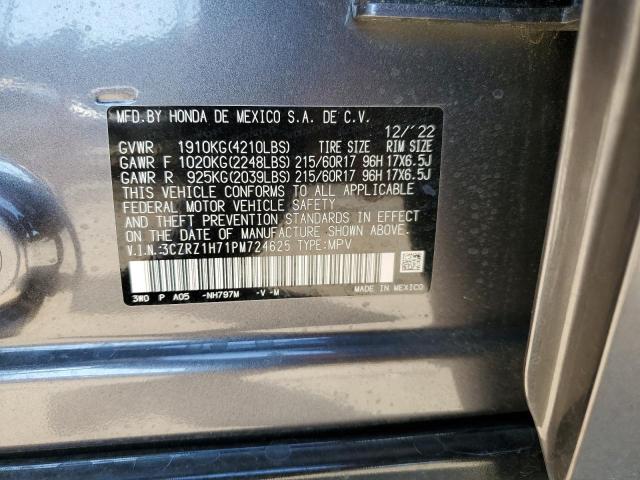 MFD.BY HONDA DE MEXICO S.A. DE C.V.
12/'22
GVWR 1910KG(4210LBS) TIRE SIZE RIM SIZE
GAWR F 1020KG(2248LBS) 215/60R17 96H 17X6.5J
GAWR R 925KG(2039LBS) 215/60R17 96H 17X6.5J
THIS VEHICLE CONFORMS TO ALL APPLICABLE
FEDERAL MOTOR VEHICLE SAFETY
AND THEFT PREVENTION STANDARDS IN EFFECT
ON THE DATE OF MANUFACTURE SHOWN ABOVE.
V.I.N.:3CZRZ1H71PM724625 TYPE:MPV
3W0 P A05 -NH797M -V -M MADE IN MEXICO